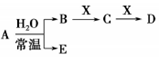 A H₂O 常温 B X C X D
E